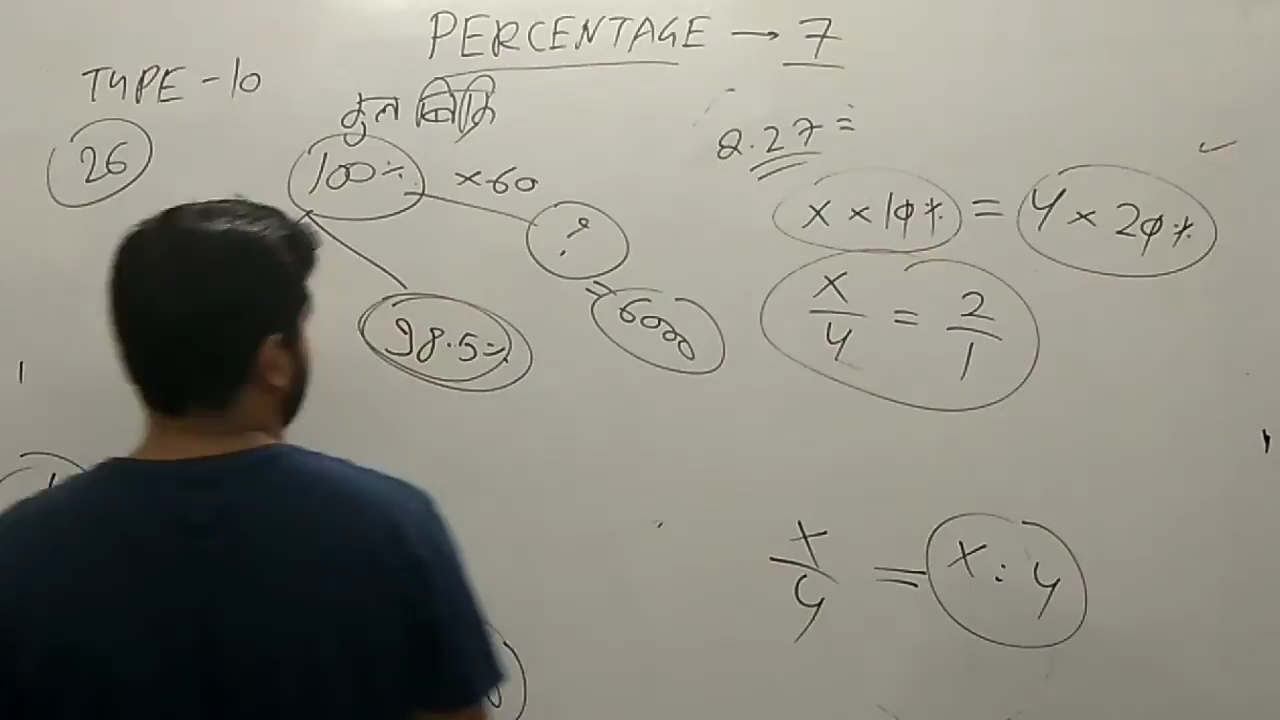 PERCENTAGE → 7
TYPE - 10
26
कुल बिक्रि
100%
×60
?
98.5%
= 6000
Q.27 =
x × 10% = y × 20%
x/y = 2/1
x/y = x : y